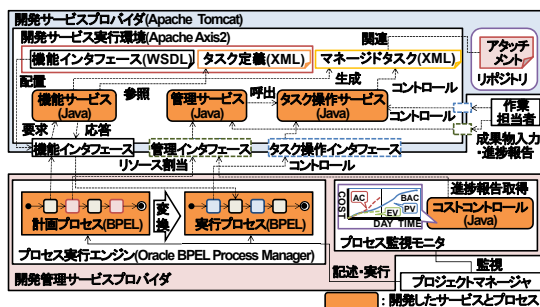 開発サービスプロバイダ(Apache Tomcat)
開発サービス実行環境(Apache Axis2)
関連
機能インタフェース(WSDL)
タスク定義(XML)
マネージドタスク(XML)
アタッチ
メント
リポジトリ
配置
参照
生成
機能サービス
(Java)
管理サービス
(Java)
呼出
タスク操作サービス
(Java)
コントロール
コントロール
作業
担当者
要求
応答
成果物入力
・進捗報告
機能インタフェース
管理インタフェース
タスク操作インタフェース
リソース割当
コントロール
進捗報告取得
計画プロセス(BPEL)
変
換
実行プロセス(BPEL)
COST
AC
BAC
PV
EV
DAY TIME
コストコントロール
(Java)
プロセス実行エンジン(Oracle BPEL Process Manager)
プロセス監視モニタ
開発管理サービスプロバイダ
記述・実行
監視
プロジェクトマネージャ
: 開発したサービスとプロセス